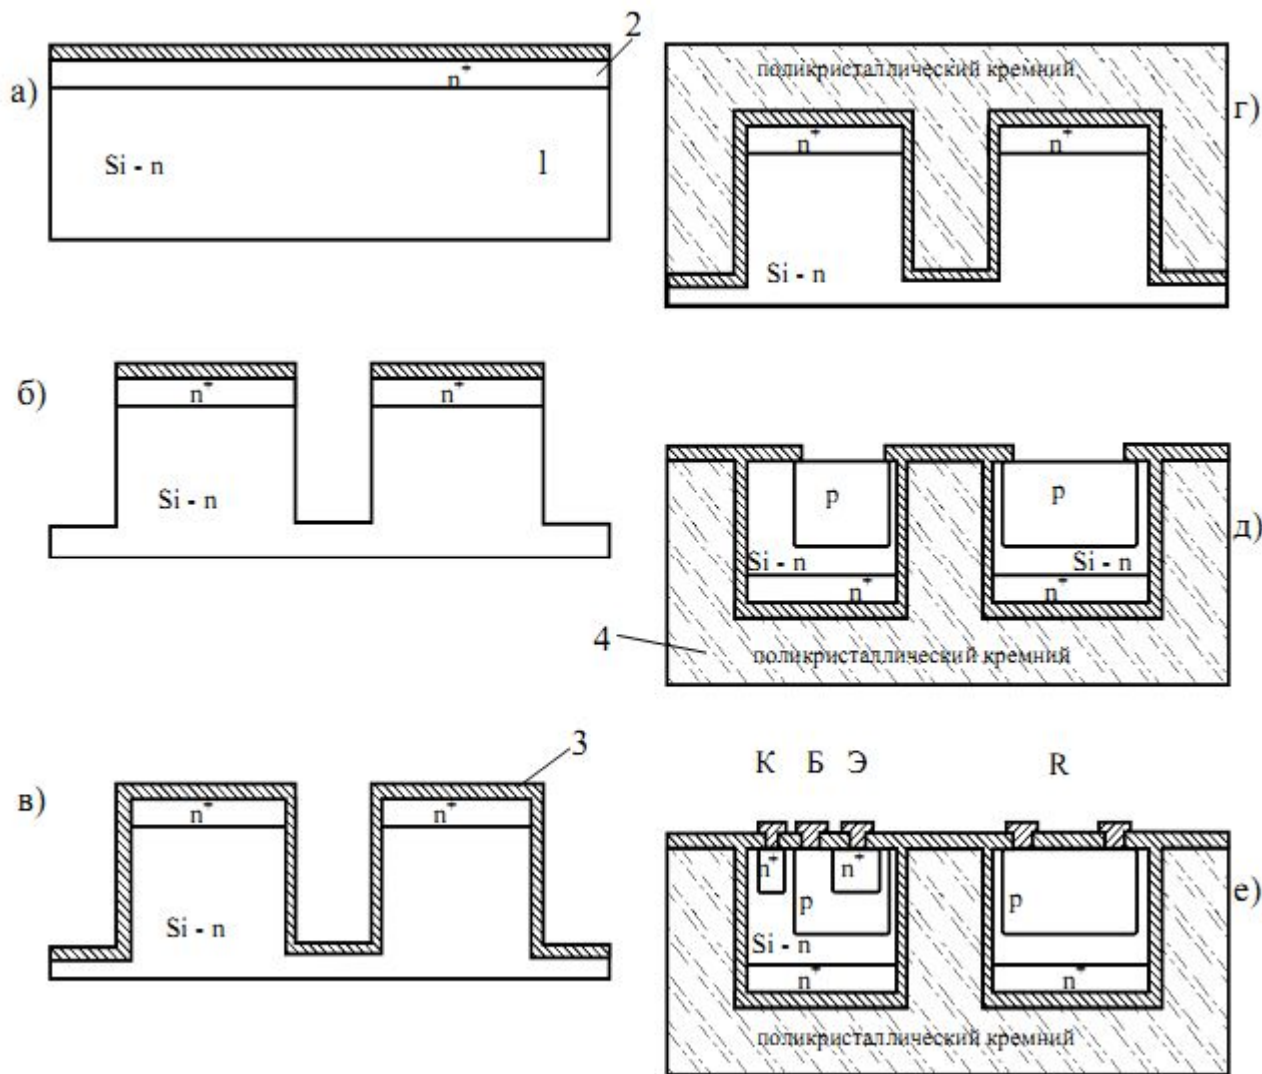 а)
2
n⁺
Si - n
1
б)
n⁺
n⁺
Si - n
в)
3
n⁺
n⁺
Si - n
г)
поликристаллический кремний
n⁺
n⁺
Si - n
д)
p
p
Si - n
Si - n
n⁺
n⁺
4
поликристаллический кремний
е)
К Б Э R
n⁺
n⁺
p
p
Si - n
n⁺
n⁺
поликристаллический кремний